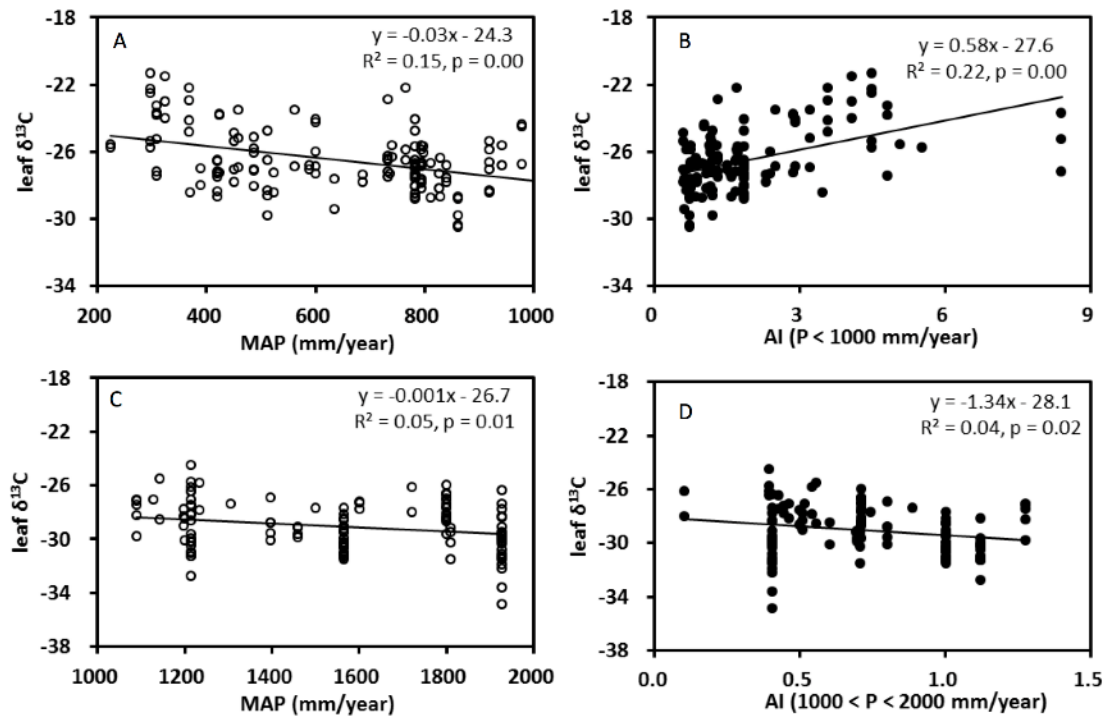 -18
-22
-26
-30
-34
leaf δ¹³C
A
y = -0.03x - 24.3
R² = 0.15, p = 0.00
200 400 600 800 1000
MAP (mm/year)
-18
-22
-26
-30
-34
leaf δ¹³C
B
y = 0.58x - 27.6
R² = 0.22, p = 0.00
0 3 6 9
AI (P < 1000 mm/year)
-18
-22
-26
-30
-34
-38
leaf δ¹³C
C
y = -0.001x - 26.7
R² = 0.05, p = 0.01
1000 1200 1400 1600 1800 2000
MAP (mm/year)
-18
-22
-26
-30
-34
-38
leaf δ¹³C
D
y = -1.34x - 28.1
R² = 0.04, p = 0.02
0.0 0.5 1.0 1.5
AI (1000 < P < 2000 mm/year)